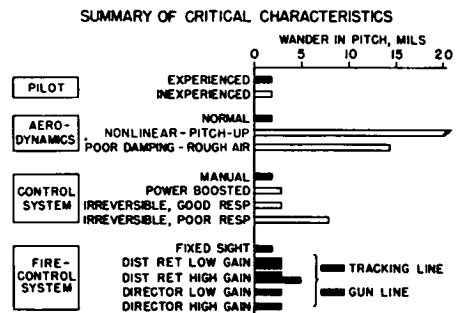 SUMMARY OF CRITICAL CHARACTERISTICS
WANDER IN PITCH, MILS
0 5 10 15 20
PILOT
EXPERIENCED
INEXPERIENCED
AERO-
DYNAMICS
NORMAL
NONLINEAR-PITCH-UP
POOR DAMPING-ROUGH AIR
CONTROL
SYSTEM
MANUAL
POWER BOOSTED
IRREVERSIBLE, GOOD RESP
IRREVERSIBLE, POOR RESP
FIRE-
CONTROL
SYSTEM
FIXED SIGHT
DIST RET LOW GAIN
DIST RET HIGH GAIN
DIRECTOR LOW GAIN
DIRECTOR HIGH GAIN
TRACKING LINE
GUN LINE